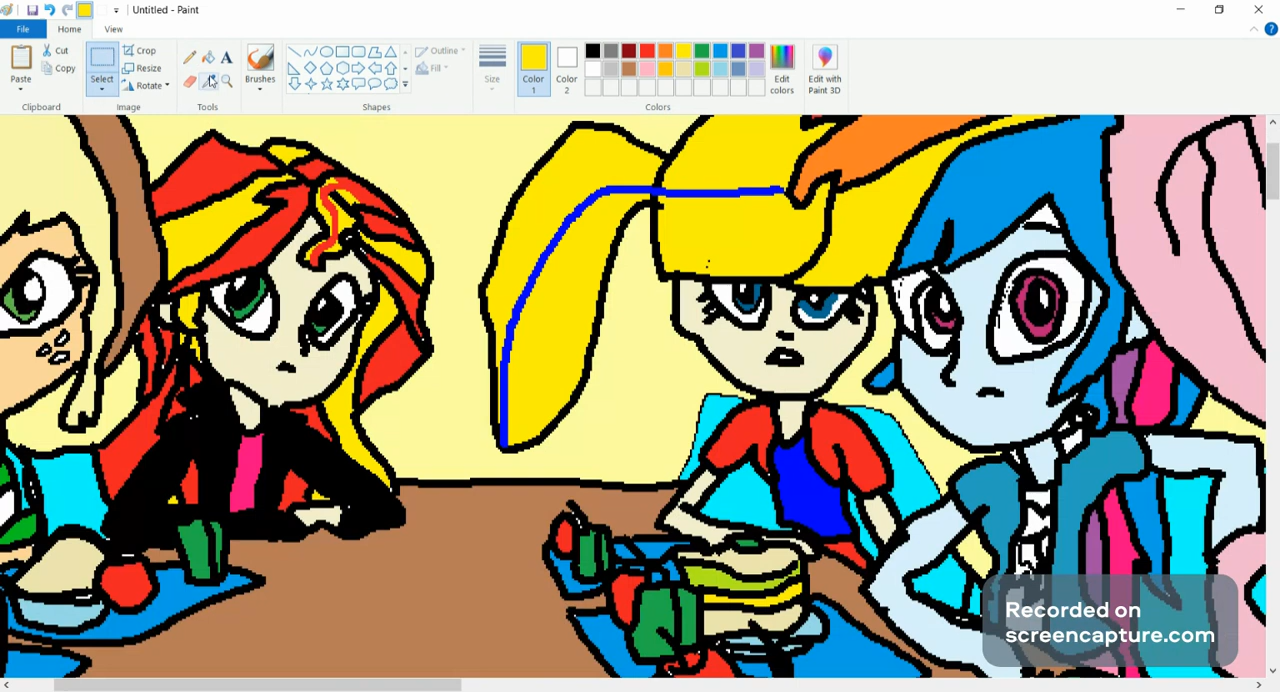 Untitled - Paint
File
Home
View
Paste
Cut
Copy
Clipboard
Select
Crop
Resize
Rotate
Image
A
Tools
Brushes
Shapes
Outline
Fill
Size
Color
1
Color
2
Edit
colors
Edit with
Paint 3D
Colors
Recorded on
screencapture.com